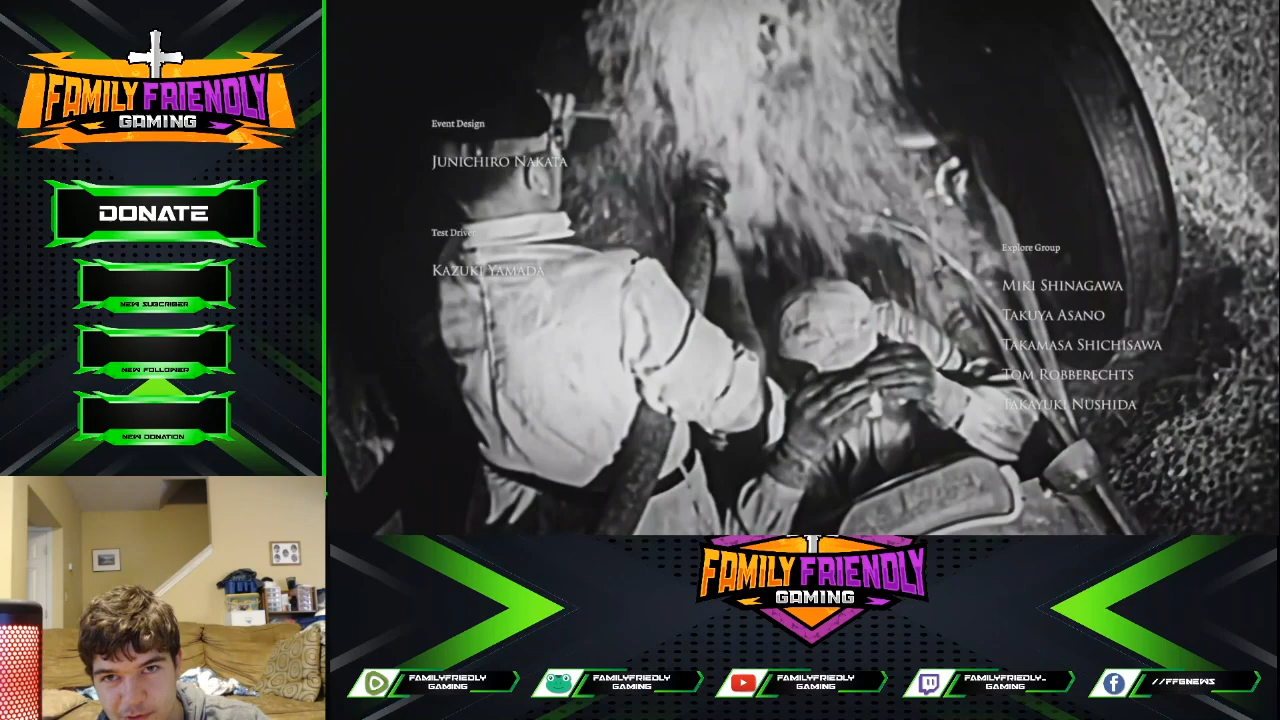 FAMILY FRIENDLY
GAMING
DONATE
NEW SUBCRIBER
NEW FOLLOWER
NEW DONATION
Event Design
JUNICHIRO NAKATA
Test Driver
KAZUKI YAMADA
Explore Group
MIKI SHINAGAWA
TAKUYA ASANO
TAKAMASA SHICHISAWA
TOM ROBBERECHTS
TAKAYUKI NUSHIDA
FAMILY FRIENDLY
GAMING
FAMILYFRIEDLY
GAMING
FAMILYFRIEDLY
GAMING
FAMILYFRIEDLY
GAMING
FAMILYFRIEDLY_
GAMING
//FFGNEWS